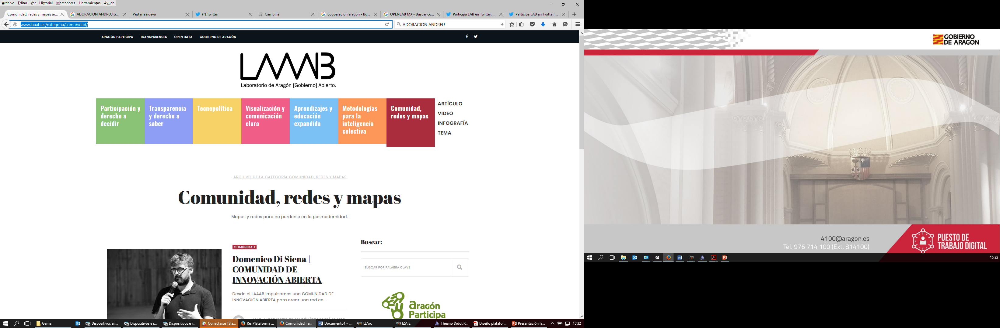 Archivo Editar Ver Historial Marcadores Herramientas Ayuda
Comunidad, redes y mapas ar...
ADORACION ANDREU G...
Pestaña nueva
(*) Twitter
Campiña
cooperacion aragon - Bu...
OPENLAB MX - Buscar co...
Participa LAB en Twitter: ...
Participa LAB en Twitter: ...
www.laaab.es/categoria/comunidad/
ADORACION ANDREU
ARAGÓN PARTICIPA TRANSPARENCIA OPEN DATA GOBIERNO DE ARAGÓN
LAAAB
Laboratorio de Aragón [Gobierno] Abierto.
Participación y
derecho a
decidir
Transparencia
y derecho a
saber
Tecnopolítica
Visualización y
comunicación
clara
Aprendizajes y
educación
expandida
Metodologías
para la
inteligencia
colectiva
Comunidad,
redes y mapas
ARTÍCULO
VIDEO
INFOGRAFÍA
TEMA
ARCHIVO DE LA CATEGORÍA COMUNIDAD, REDES Y MAPAS
Comunidad, redes y mapas
Mapas y redes para no perderse en la posmodernidad.
COMUNIDAD
Domenico Di Siena |
COMUNIDAD DE
INNOVACIÓN ABIERTA
Desde el LAAAB impulsamos una COMUNIDAD DE
INNOVACIÓN ABIERTA para crear una red en ...
Buscar:
BUSCAR POR PALABRA CLAVE
aragón
Participa
Gema
Dispositivos e i...
Dispositivos e i...
Dispositivos e i...
Conectarse | Sla...
Re: Plataforma ...
Comunidad, re...
Documento1 - ...
IZArc
IZArc
Theano Didot R...
Diseño platafor...
Presentación la...
15:32
GOBIERNO
DE ARAGON
4100@aragon.es
Tel. 976 714 100 (Ext. 814100)
PUESTO DE
TRABAJO DIGITAL
15:32